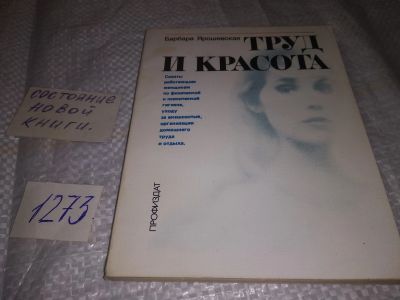 Барбара Ярошевская
ТРУД
И КРАСОТА
Советы
работающим
женщинам
по физической
и психической
гигиене,
уходу
за внешностью,
организации
домашнего
труда
и отдыха.
ПРОФИЗДАТ
состояние
новой
книги.
1273